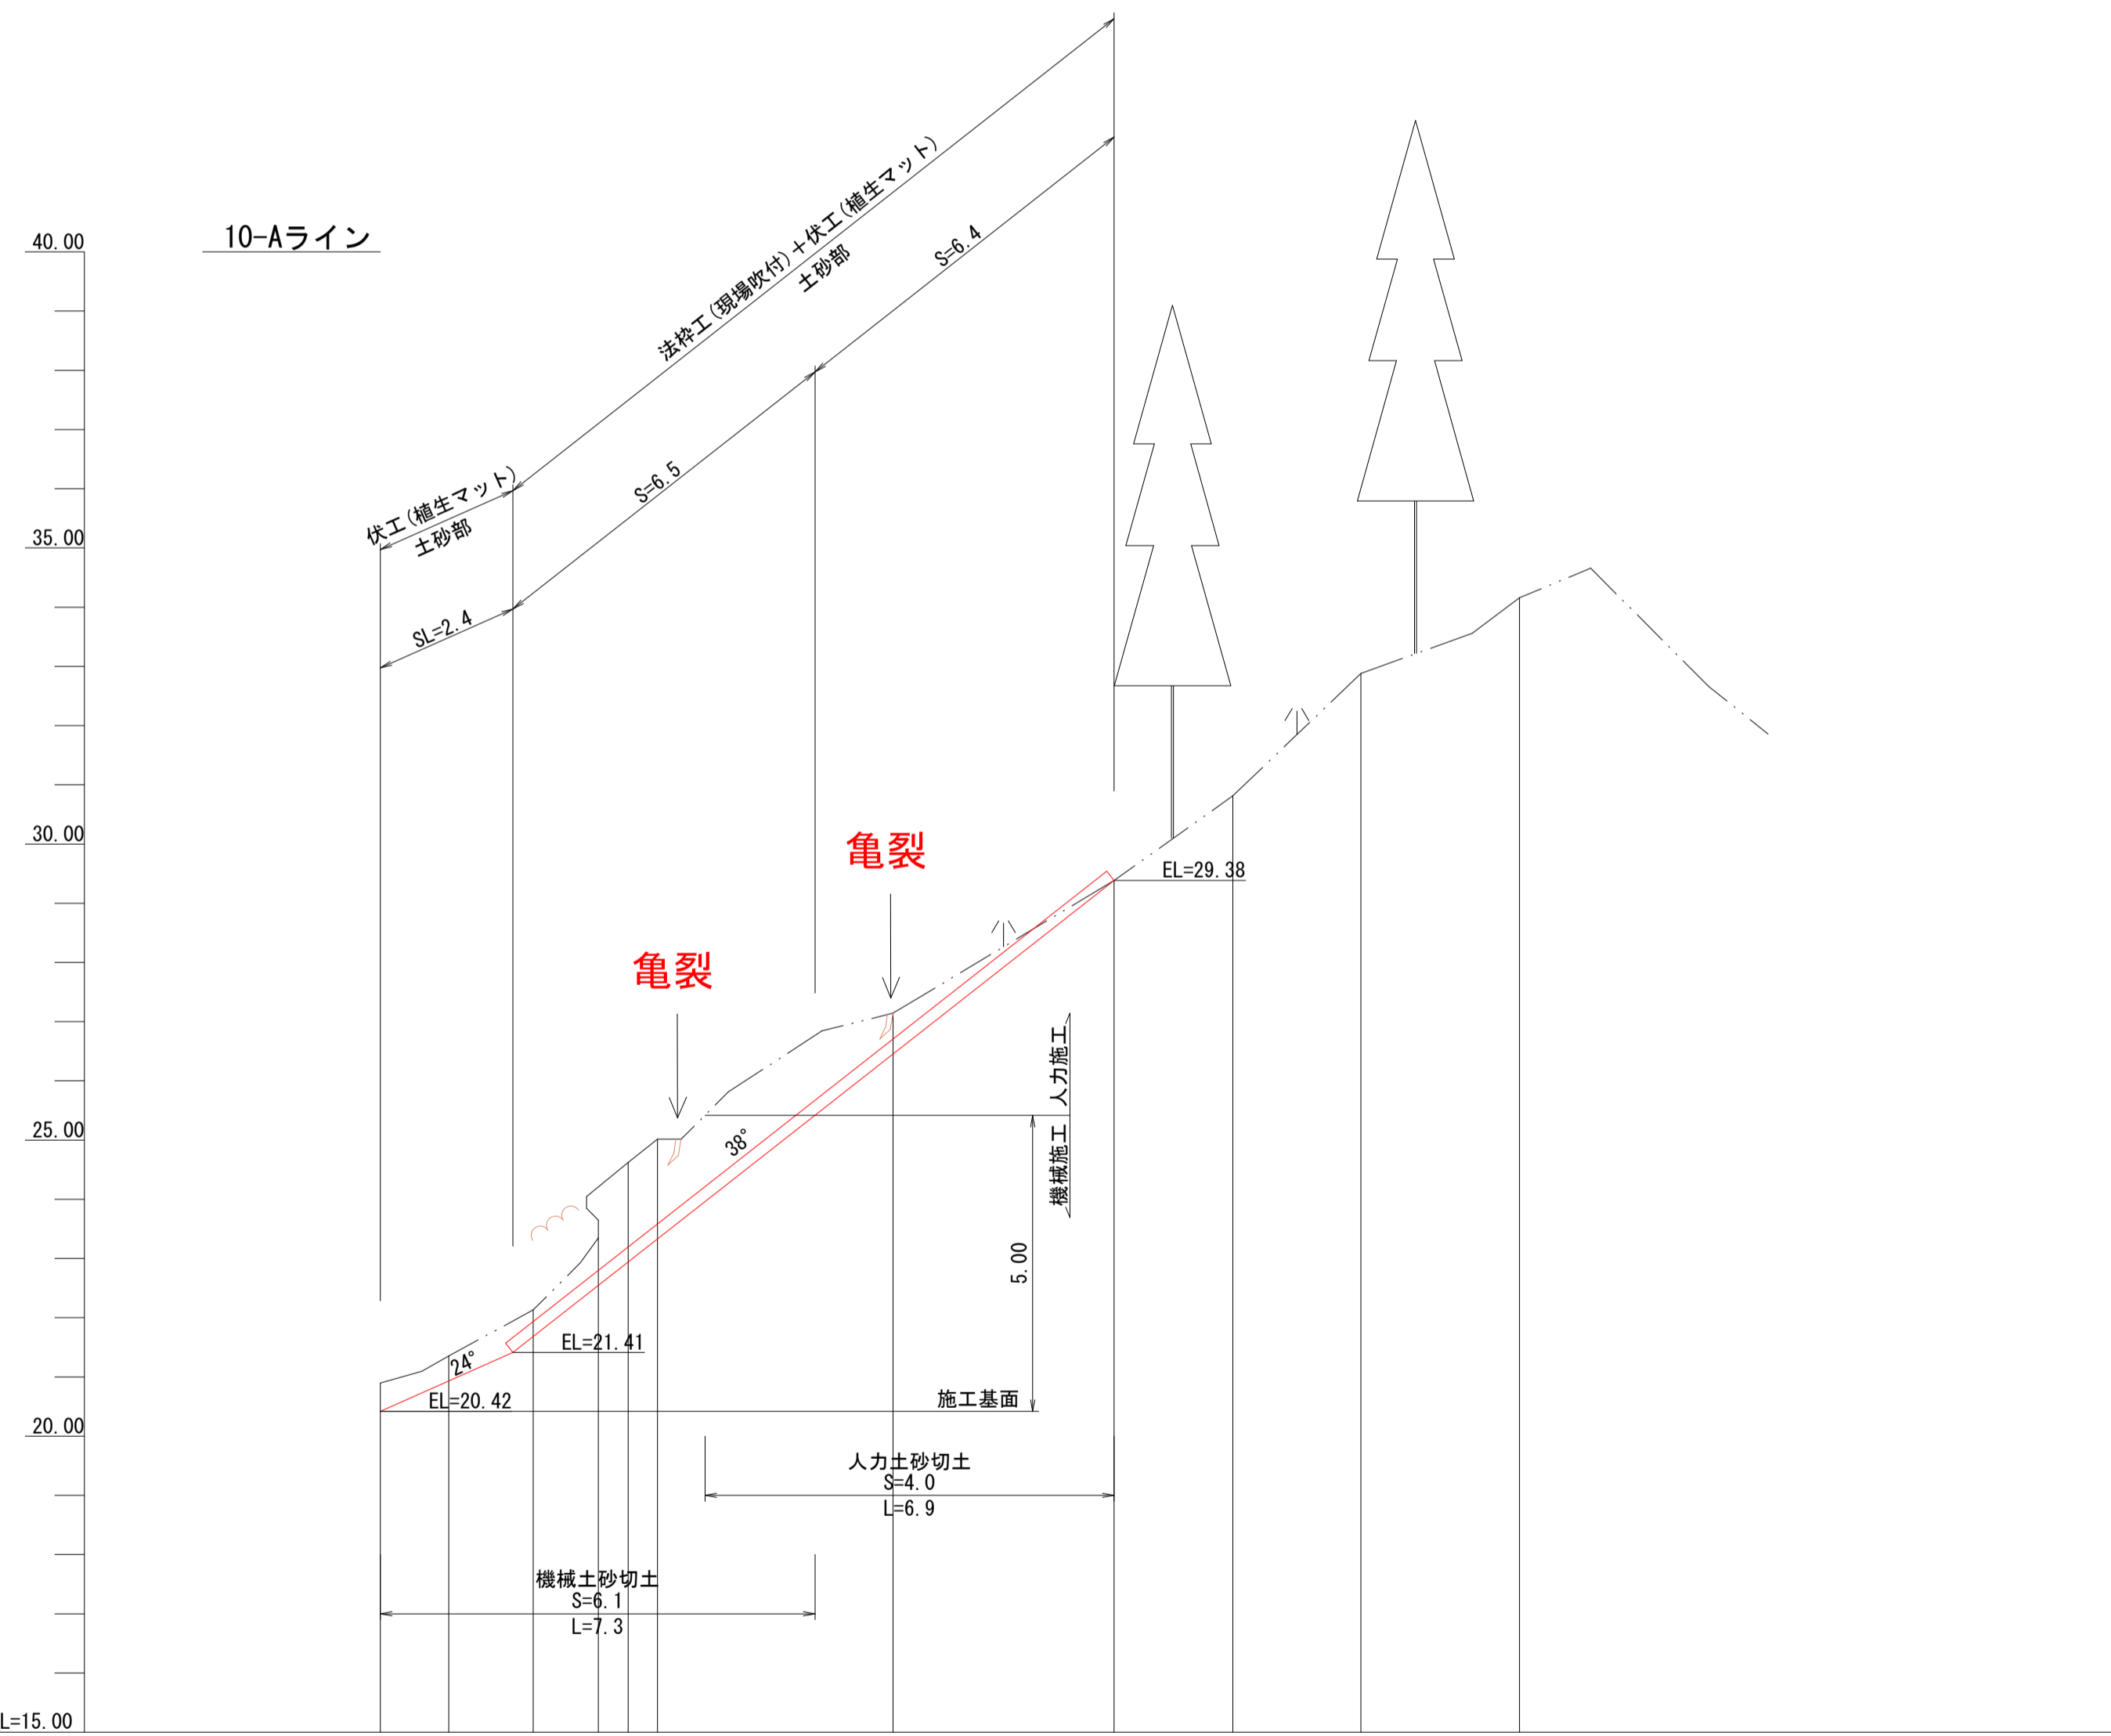 10-Aライン
40.00
35.00
30.00
25.00
20.00
L=15.00
法枠工(現場吹付)＋伏工(植生マット)
土砂部
S=6.4
S=6.5
伏工(植生マット)
土砂部
SL=2.4
亀裂
亀裂
EL=29.38
人力施工
機械施工
38°
5.00
EL=21.41
24°
EL=20.42
施工基面
人力土砂切土
S=4.0
L=6.9
機械土砂切土
S=6.1
L=7.3